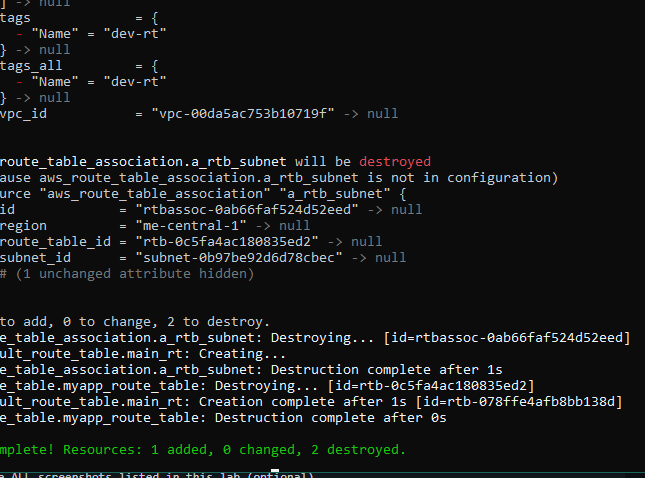 ] -> null
tags             = {
- "Name" = "dev-rt"
} -> null
tags_all         = {
- "Name" = "dev-rt"
} -> null
vpc_id           = "vpc-00da5ac753b10719f" -> null
route_table_association.a_rtb_subnet will be destroyed
ause aws_route_table_association.a_rtb_subnet is not in configuration)
urce "aws_route_table_association" "a_rtb_subnet" {
id             = "rtbassoc-0ab66faf524d52eed" -> null
region         = "me-central-1" -> null
route_table_id = "rtb-0c5fa4ac180835ed2" -> null
subnet_id      = "subnet-0b97be92d6d78cbec" -> null
# (1 unchanged attribute hidden)
to add, 0 to change, 2 to destroy.
e_table_association.a_rtb_subnet: Destroying... [id=rtbassoc-0ab66faf524d52eed]
ult_route_table.main_rt: Creating...
e_table_association.a_rtb_subnet: Destruction complete after 1s
e_table.myapp_route_table: Destroying... [id=rtb-0c5fa4ac180835ed2]
ult_route_table.main_rt: Creation complete after 1s [id=rtb-078ffe4afb8bb138d]
e_table.myapp_route_table: Destruction complete after 0s
mplete! Resources: 1 added, 0 changed, 2 destroyed.
e ALL screenshots listed in this lab (optional)